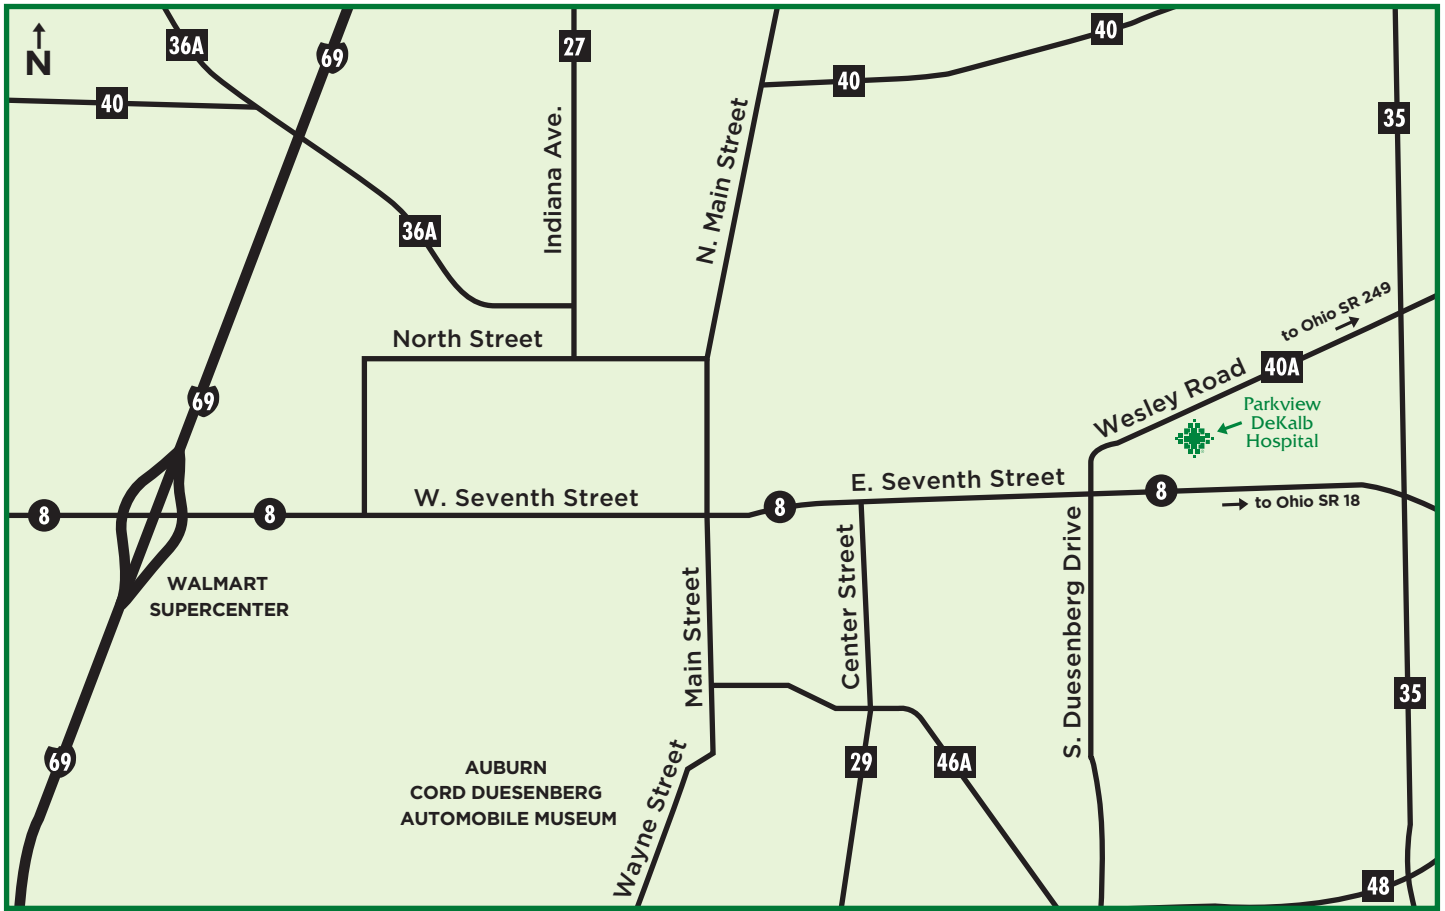 N
36A
69
27
40
40
40
35
Indiana Ave.
N. Main Street
36A
North Street
to Ohio SR 249
40A
Wesley Road
Parkview
DeKalb
Hospital
69
W. Seventh Street
E. Seventh Street
8
8
8
8
to Ohio SR 18
WALMART
SUPERCENTER
Main Street
Center Street
S. Duesenberg Drive
35
69
AUBURN
CORD DUESENBERG
AUTOMOBILE MUSEUM
Wayne Street
29
46A
48